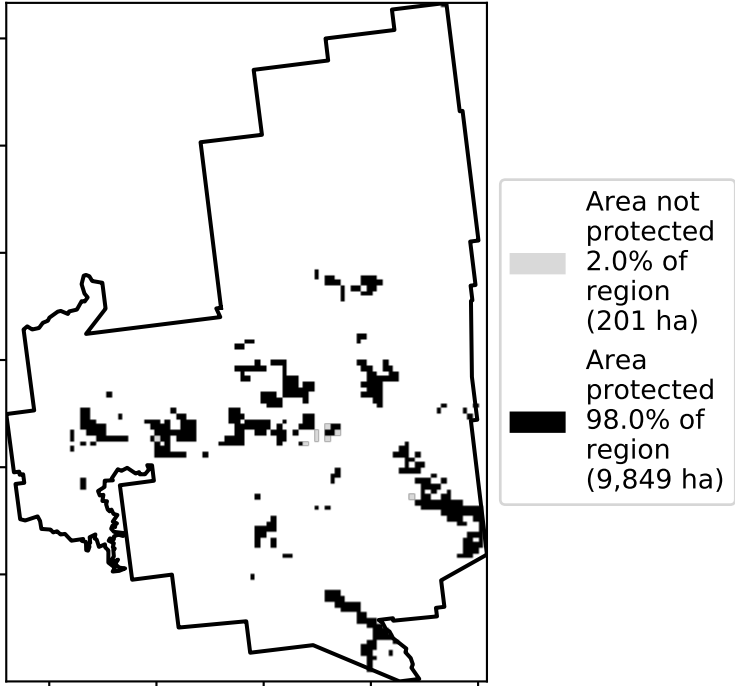 Area not
protected
2.0% of
region
(201 ha)
Area
protected
98.0% of
region
(9,849 ha)